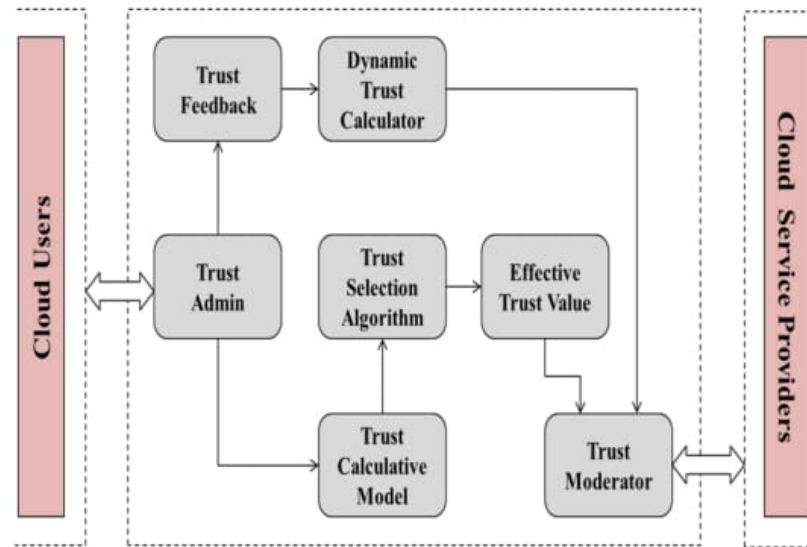 Cloud Users
Trust
Feedback
Dynamic
Trust
Calculator
Trust
Admin
Trust
Selection
Algorithm
Effective
Trust Value
Trust
Calculative
Model
Trust
Moderator
Cloud Service Providers